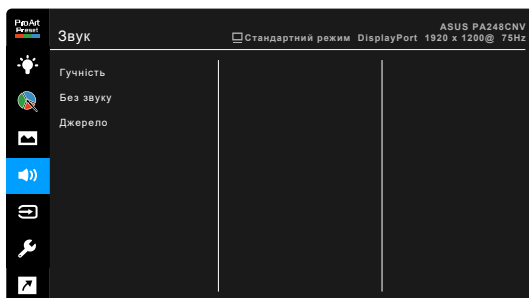 ProArt
Preset
Звук
ASUS PA248CNV
Стандартний режим DisplayPort 1920 x 1200@ 75Hz
Гучність
Без звуку
Джерело